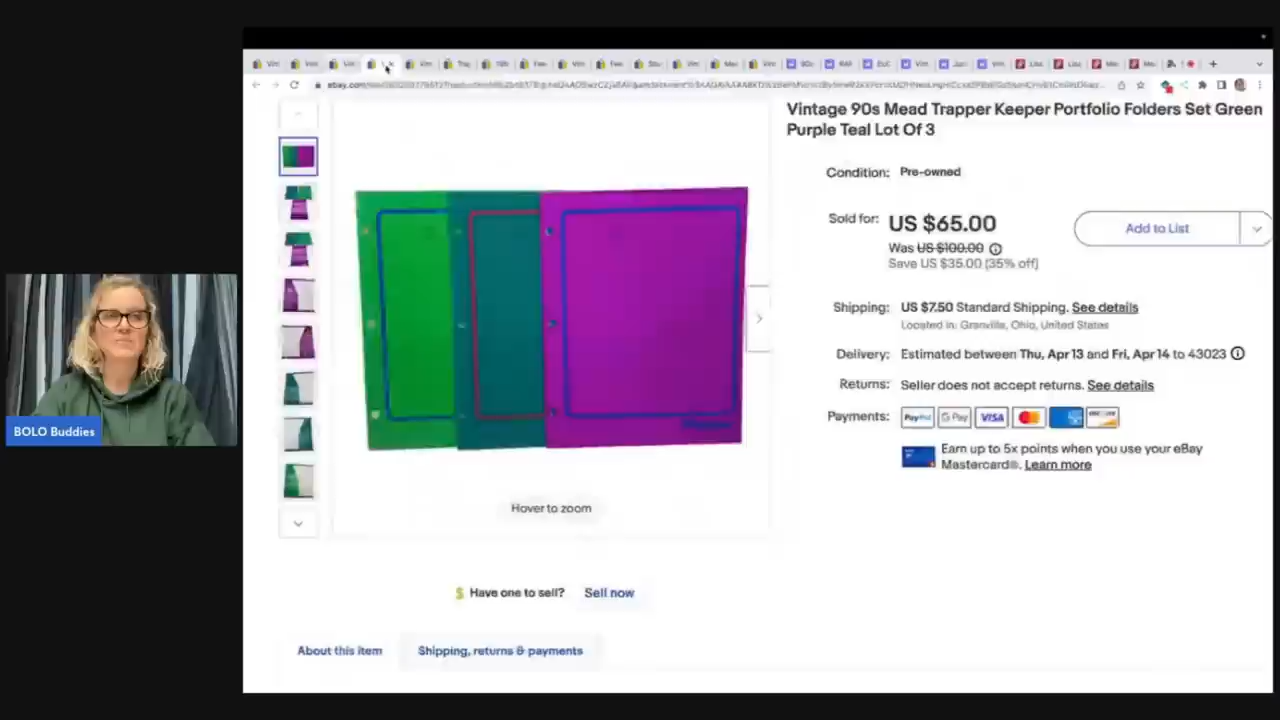 Vintage 90s Mead Trapper Keeper Portfolio Folders Set Green
Purple Teal Lot Of 3
Condition: Pre-owned
Sold for: US $65.00
Was US $100.00
Save US $35.00 (35% off)
Add to List
Shipping: US $7.50 Standard Shipping. See details
Located in: Granville, Ohio, United States
Delivery: Estimated between Thu, Apr 13 and Fri, Apr 14 to 43023
Returns: Seller does not accept returns. See details
Payments: PayPal G Pay VISA
Earn up to 5x points when you use your eBay
Mastercard®. Learn more
BOLO Buddies
Hover to zoom
Have one to sell? Sell now
About this item
Shipping, returns & payments